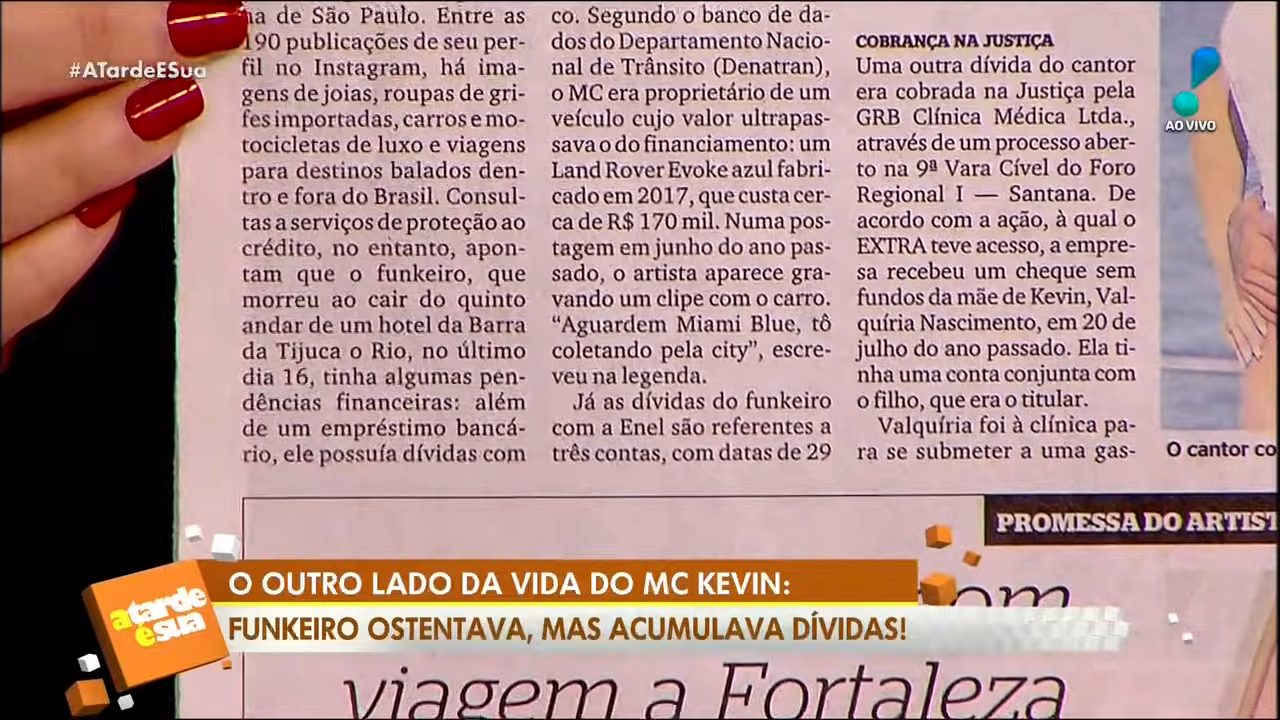 #ATardeESua
na de São Paulo. Entre as
190 publicações de seu per-
fil no Instagram, há ima-
gens de joias, roupas de gri-
fes importadas, carros e mo-
tocicletas de luxo e viagens
para destinos balados den-
tro e fora do Brasil. Consul-
tas a serviços de proteção ao
crédito, no entanto, apon-
tam que o funkeiro, que
morreu ao cair do quinto
andar de um hotel da Barra
da Tijuca o Rio, no último
dia 16, tinha algumas pen-
dências financeiras: além
de um empréstimo bancá-
rio, ele possuía dívidas com
co. Segundo o banco de da-
dos do Departamento Nacio-
nal de Trânsito (Denatran),
o MC era proprietário de um
veículo cujo valor ultrapas-
sava o do financiamento: um
Land Rover Evoke azul fabri-
cado em 2017, que custa cer-
ca de R$ 170 mil. Numa pos-
tagem em junho do ano pas-
sado, o artista aparece gra-
vando um clipe com o carro.
“Aguardem Miami Blue, tô
coletando pela city”, escre-
veu na legenda.
Já as dívidas do funkeiro
com a Enel são referentes a
três contas, com datas de 29
COBRANÇA NA JUSTIÇA
Uma outra dívida do cantor
era cobrada na Justiça pela
GRB Clínica Médica Ltda.,
através de um processo aber-
to na 9ª Vara Cível do Foro
Regional I — Santana. De
acordo com a ação, à qual o
EXTRA teve acesso, a empre-
sa recebeu um cheque sem
fundos da mãe de Kevin, Val-
quíria Nascimento, em 20 de
julho do ano passado. Ela ti-
nha uma conta conjunta com
o filho, que era o titular.
Valquíria foi à clínica pa-
ra se submeter a uma gas-
AO VIVO
O cantor co
PROMESSA DO ARTIST
om
viagem a Fortaleza
a tarde
é sua
O OUTRO LADO DA VIDA DO MC KEVIN:
FUNKEIRO OSTENTAVA, MAS ACUMULAVA DÍVIDAS!